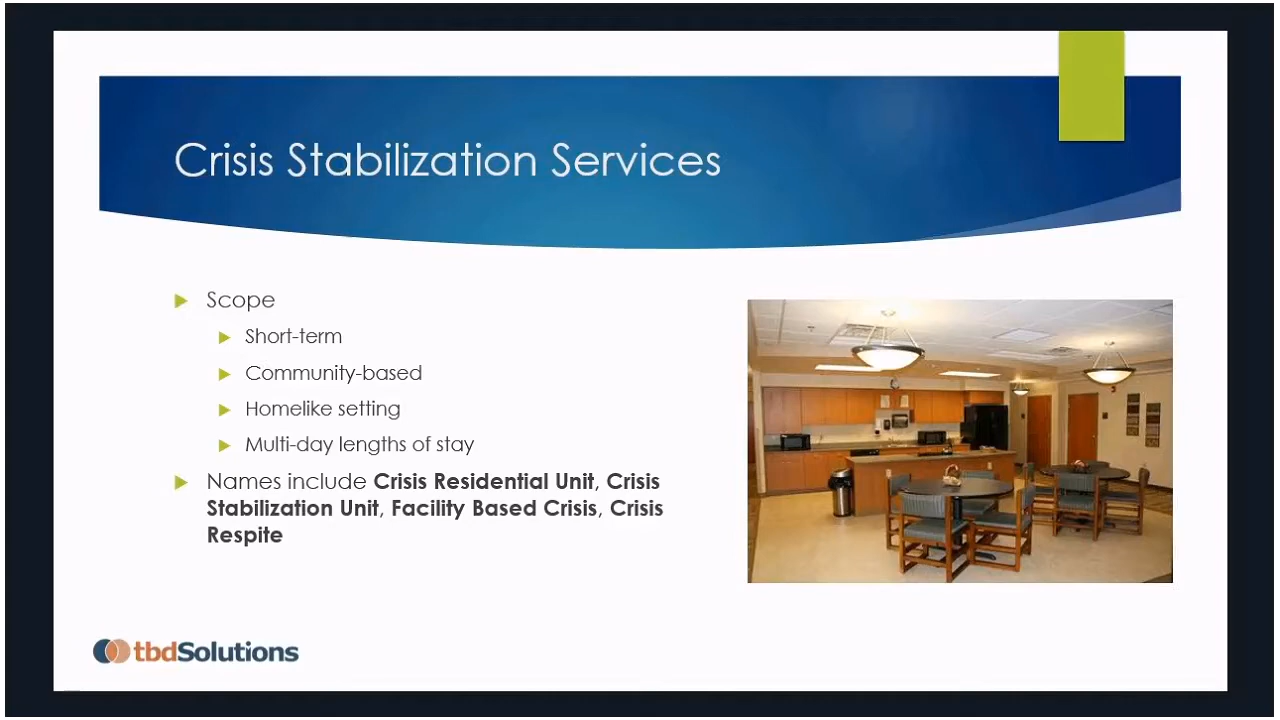 Crisis Stabilization Services
Scope
Short-term
Community-based
Homelike setting
Multi-day lengths of stay
Names include Crisis Residential Unit, Crisis
Stabilization Unit, Facility Based Crisis, Crisis
Respite
tbdSolutions